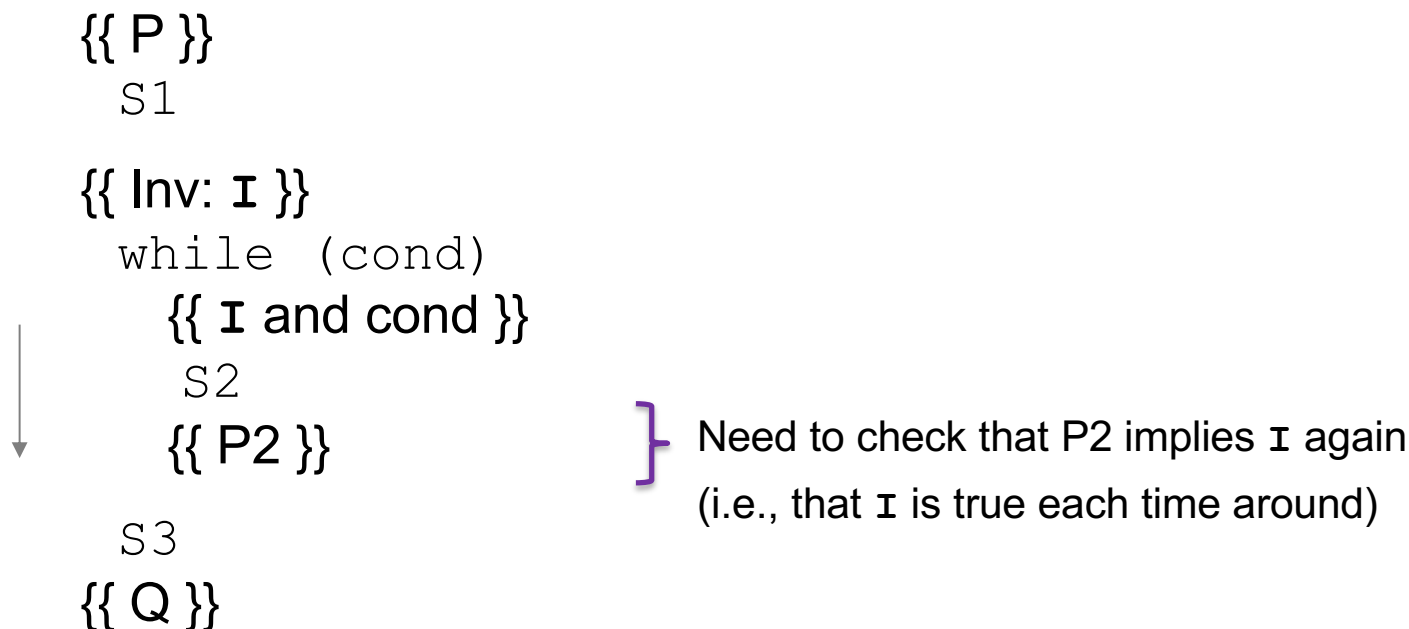 {{ P }}
S1
{{ Inv: I }}
while (cond)
{{ I and cond }}
S2
{{ P2 }}
Need to check that P2 implies I again
(i.e., that I is true each time around)
S3
{{ Q }}